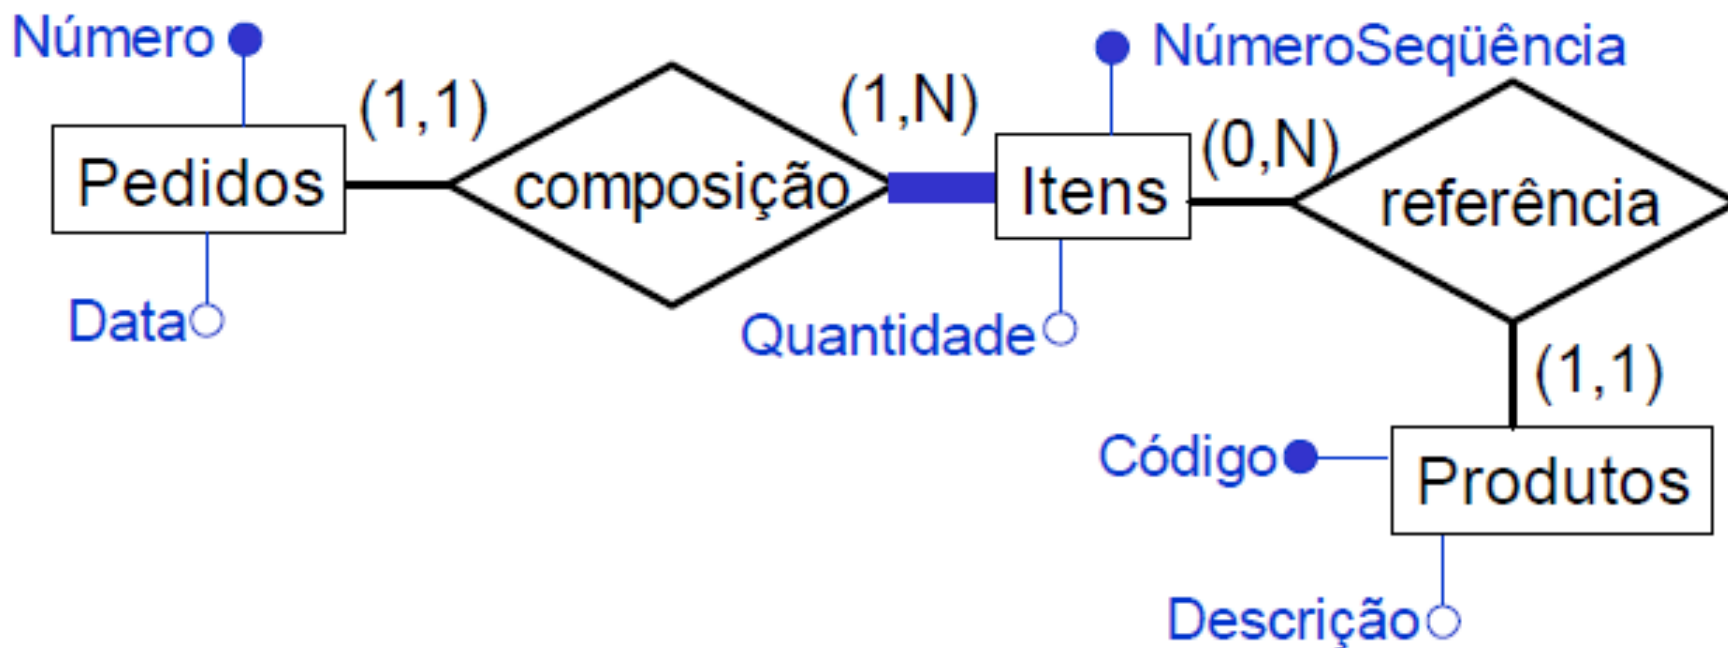 Número
NúmeroSeqüência
(1,1)
(1,N)
(0,N)
Pedidos
composição
Itens
referência
Data
Quantidade
(1,1)
Código
Produtos
Descrição